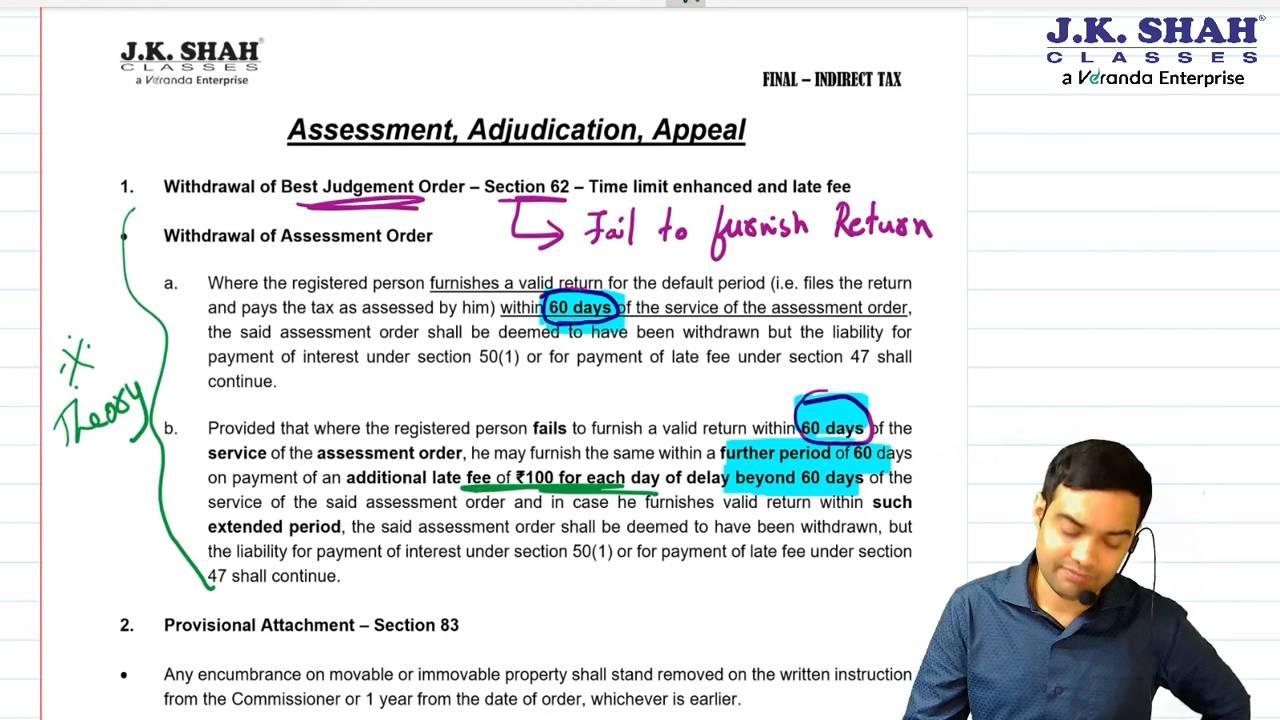 J.K. SHAH®
CLASSES
a Veranda Enterprise
J.K. SHAH®
CLASSES
a Veranda Enterprise
FINAL – INDIRECT TAX
Assessment, Adjudication, Appeal
1. Withdrawal of Best Judgement Order – Section 62 – Time limit enhanced and late fee
Fail to furnish Return
• Withdrawal of Assessment Order
a. Where the registered person furnishes a valid return for the default period (i.e. files the return
and pays the tax as assessed by him) within 60 days of the service of the assessment order,
the said assessment order shall be deemed to have been withdrawn but the liability for
payment of interest under section 50(1) or for payment of late fee under section 47 shall
continue.
Theory
b. Provided that where the registered person fails to furnish a valid return within 60 days of the
service of the assessment order, he may furnish the same within a further period of 60 days
on payment of an additional late fee of ₹100 for each day of delay beyond 60 days of the
service of the said assessment order and in case he furnishes valid return within such
extended period, the said assessment order shall be deemed to have been withdrawn, but
the liability for payment of interest under section 50(1) or for payment of late fee under section
47 shall continue.
2. Provisional Attachment – Section 83
• Any encumbrance on movable or immovable property shall stand removed on the written instruction
from the Commissioner or 1 year from the date of order, whichever is earlier.